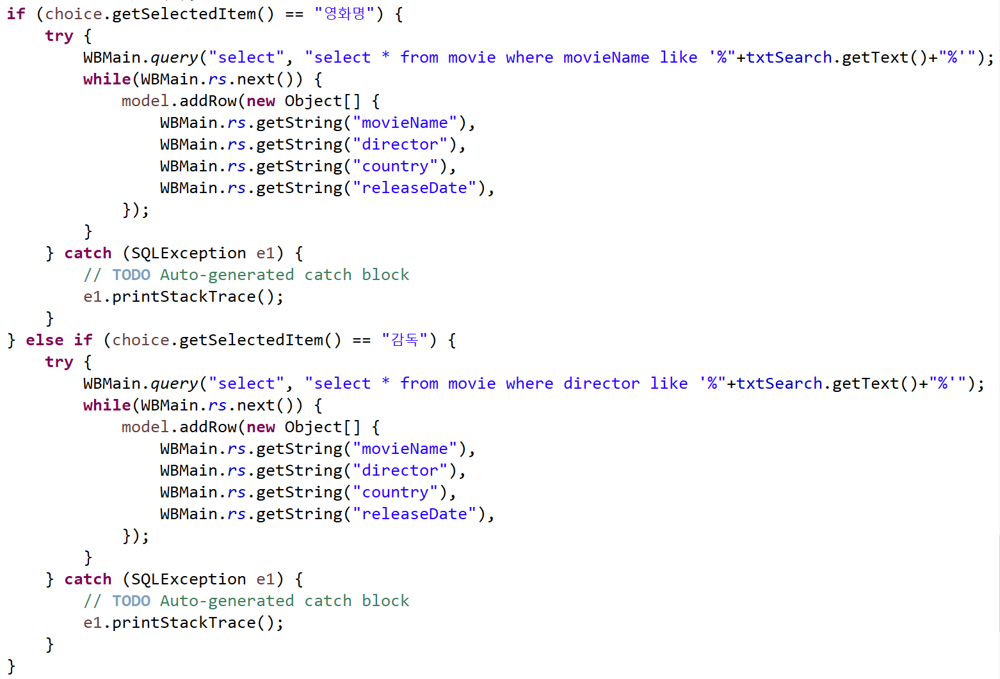 if (choice.getSelectedItem() == "영화명") {
try {
WBMain.query("select", "select * from movie where movieName like '%"+txtSearch.getText()+"%'");
while(WBMain.rs.next()) {
model.addRow(new Object[] {
WBMain.rs.getString("movieName"),
WBMain.rs.getString("director"),
WBMain.rs.getString("country"),
WBMain.rs.getString("releaseDate"),
});
}
} catch (SQLException e1) {
// TODO Auto-generated catch block
e1.printStackTrace();
}
} else if (choice.getSelectedItem() == "감독") {
try {
WBMain.query("select", "select * from movie where director like '%"+txtSearch.getText()+"%'");
while(WBMain.rs.next()) {
model.addRow(new Object[] {
WBMain.rs.getString("movieName"),
WBMain.rs.getString("director"),
WBMain.rs.getString("country"),
WBMain.rs.getString("releaseDate"),
});
}
} catch (SQLException e1) {
// TODO Auto-generated catch block
e1.printStackTrace();
}
}